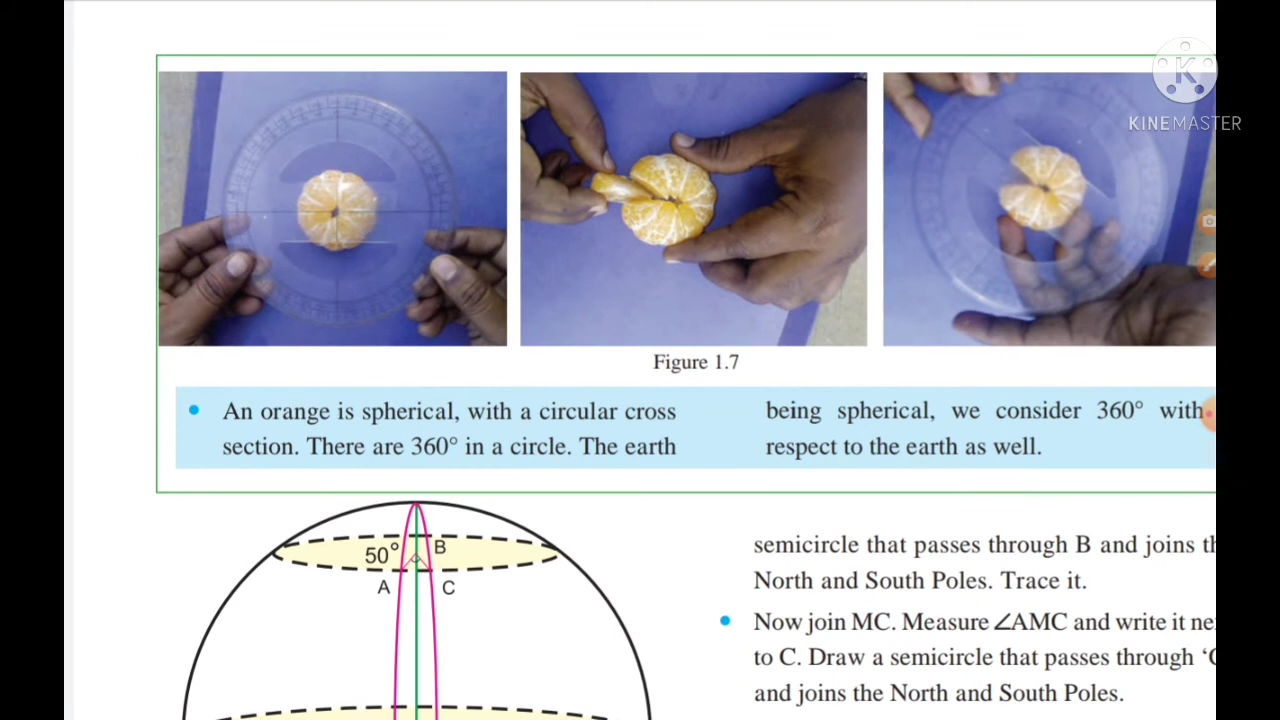 K
KINEMASTER
Figure 1.7
• An orange is spherical, with a circular cross
section. There are 360° in a circle. The earth
being spherical, we consider 360° with
respect to the earth as well.
50°
B
A
C
semicircle that passes through B and joins th
North and South Poles. Trace it.
• Now join MC. Measure ∠AMC and write it ne
to C. Draw a semicircle that passes through ‘C
and joins the North and South Poles.